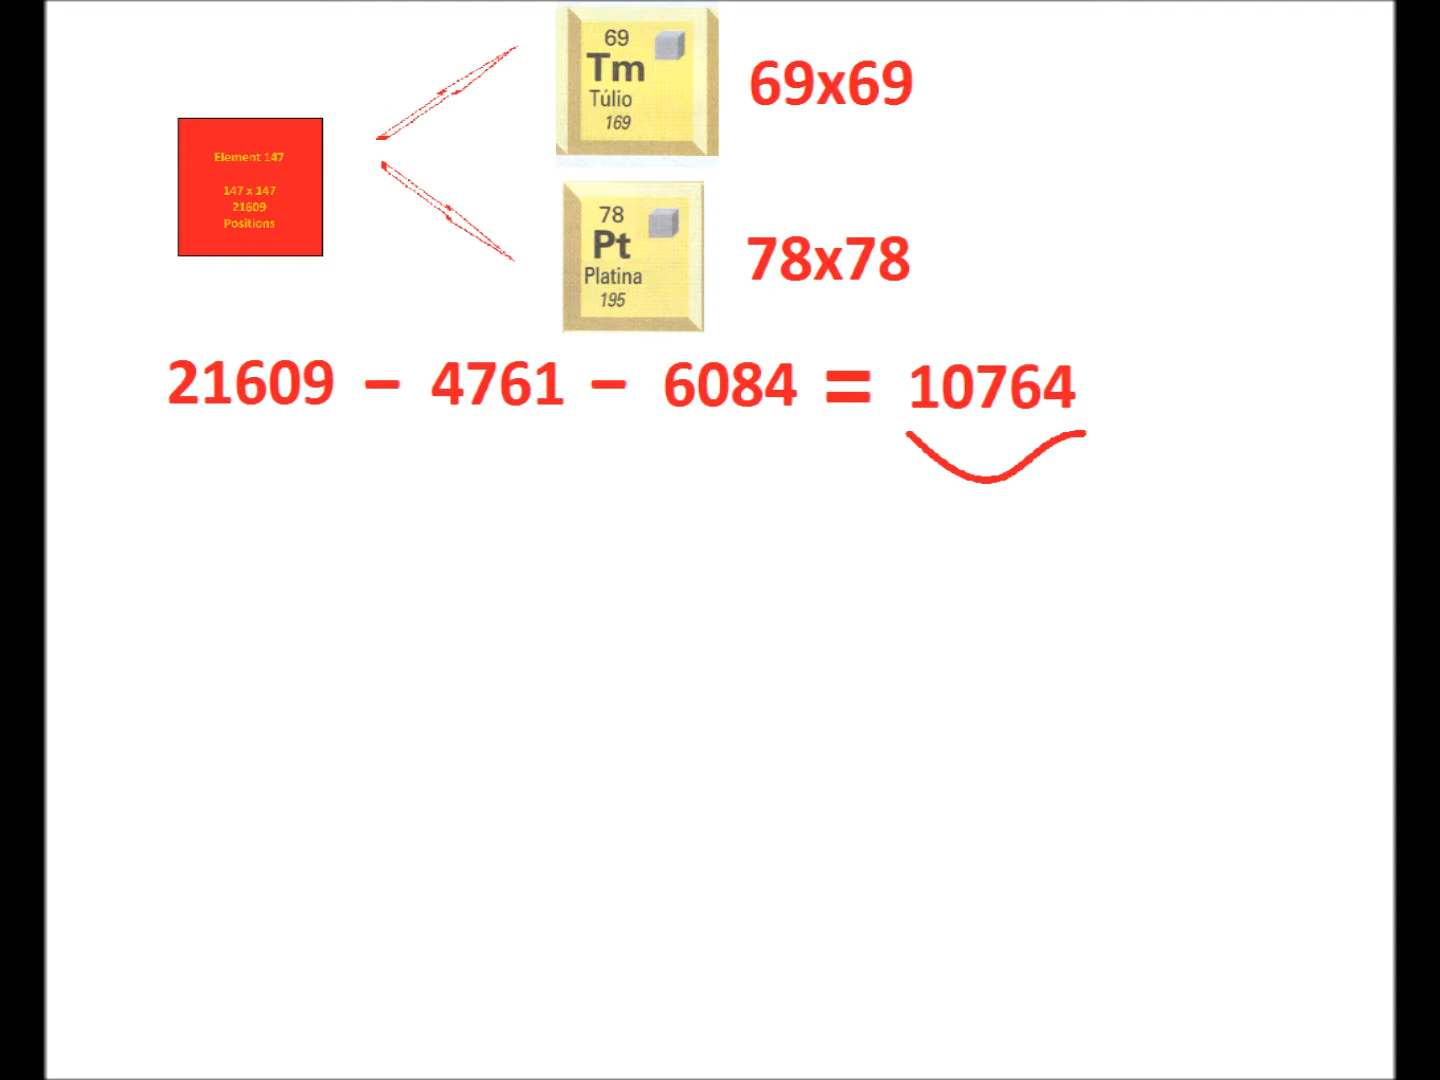 Element 147
147 x 147
21609
Positions
69
Tm
Túlio
169
69x69
78
Pt
Platina
195
78x78
21609 – 4761 – 6084 = 10764